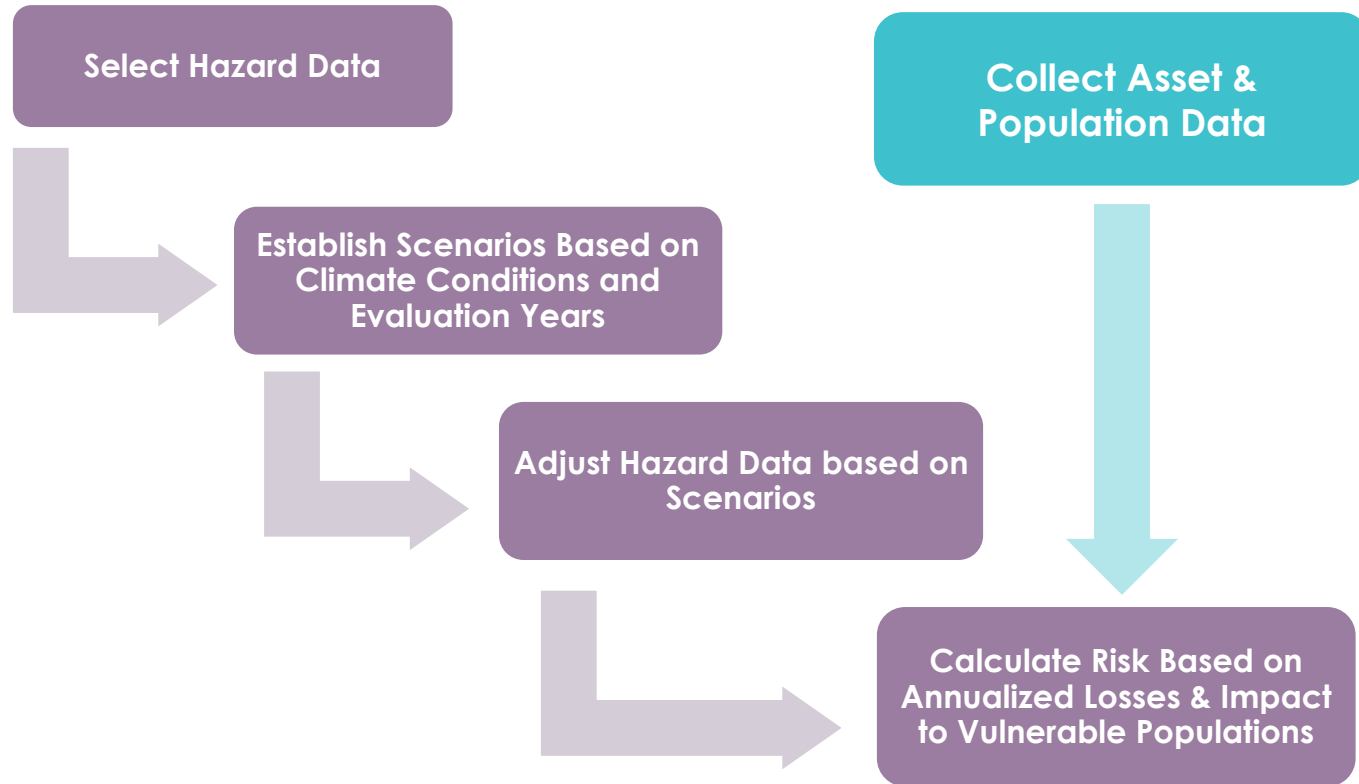 Select Hazard Data
Collect Asset &
Population Data
Establish Scenarios Based on
Climate Conditions and
Evaluation Years
Adjust Hazard Data based on
Scenarios
Calculate Risk Based on
Annualized Losses & Impact
to Vulnerable Populations